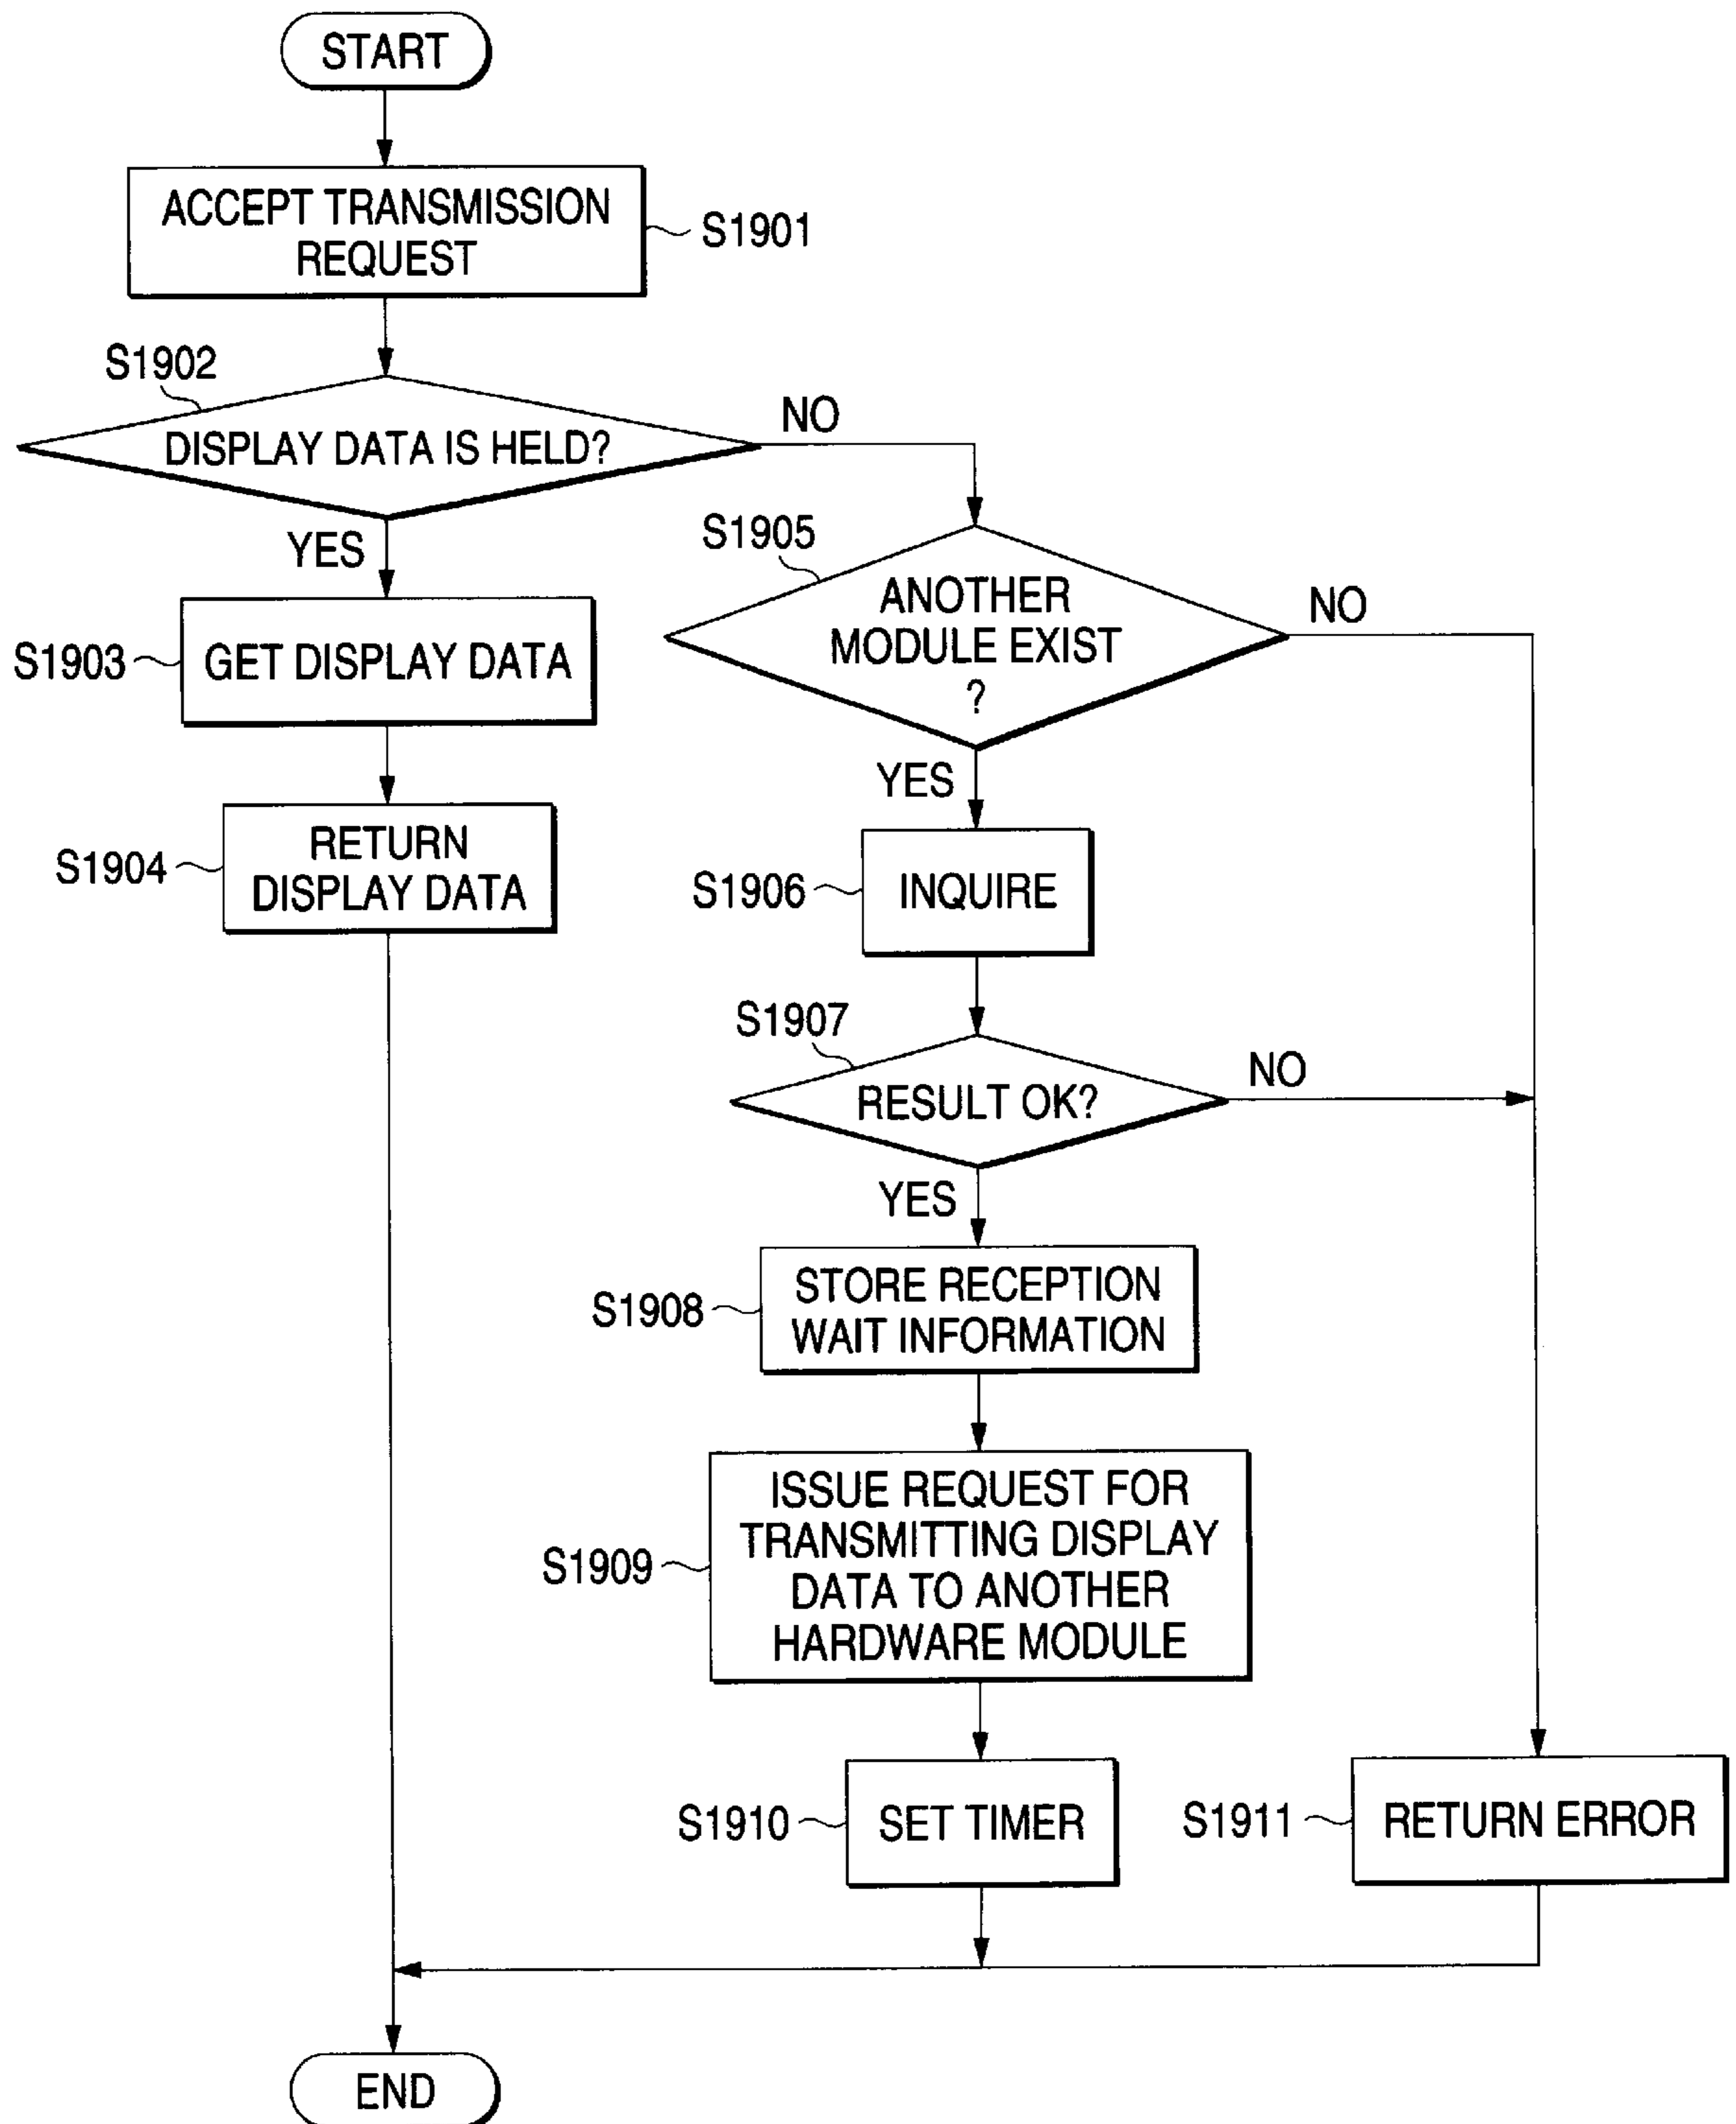 START
ACCEPT TRANSMISSION
REQUEST
S1901
S1902
DISPLAY DATA IS HELD?
NO
YES
S1903
GET DISPLAY DATA
S1904
RETURN
DISPLAY DATA
S1905
ANOTHER
MODULE EXIST
?
NO
YES
S1906
INQUIRE
S1907
RESULT OK?
NO
YES
S1908
STORE RECEPTION
WAIT INFORMATION
S1909
ISSUE REQUEST FOR
TRANSMITTING DISPLAY
DATA TO ANOTHER
HARDWARE MODULE
S1910
SET TIMER
S1911
RETURN ERROR
END